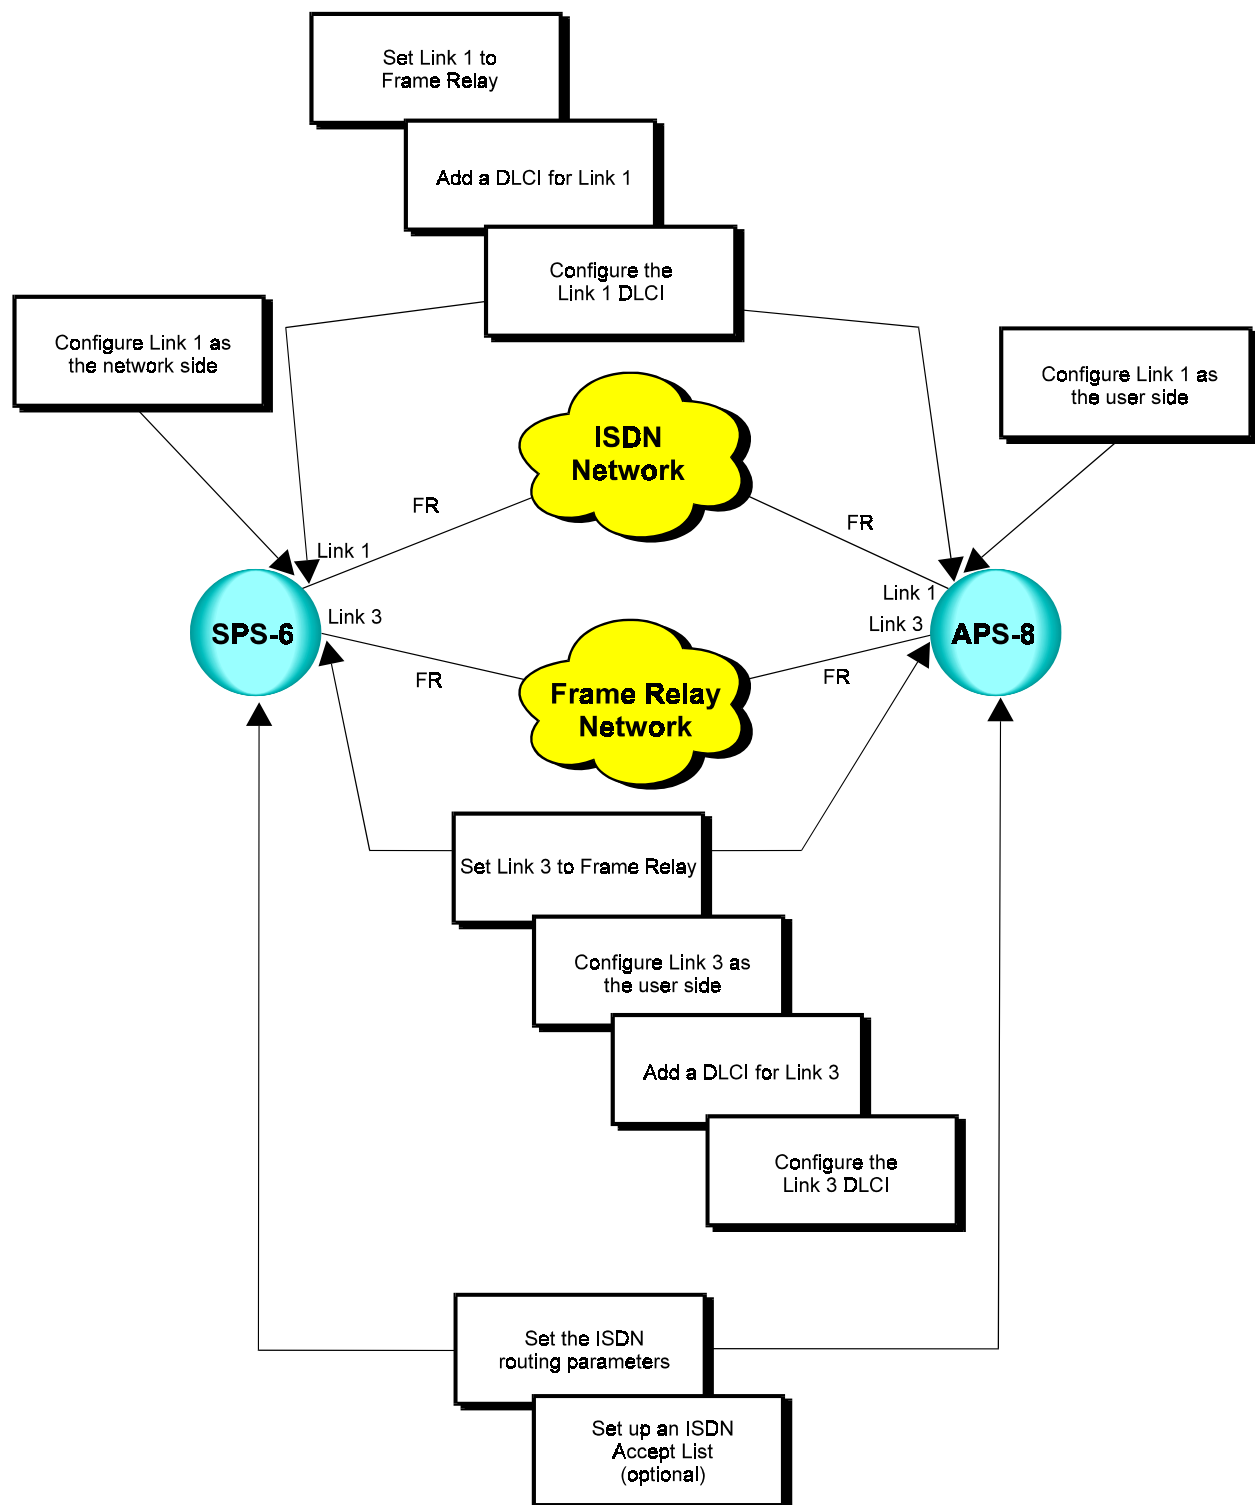 Set Link 1 to
Frame Relay
Add a DLCI for Link 1
Configure the
Link 1 DLCI
Configure Link 1 as
the network side
Configure Link 1 as
the user side
ISDN
Network
FR
FR
Link 1
Link 1
Link 3
Link 3
SPS-6
APS-8
FR
FR
Frame Relay
Network
Set Link 3 to Frame Relay
Configure Link 3 as
the user side
Add a DLCI for Link 3
Configure the
Link 3 DLCI
Set the ISDN
routing parameters
Set up an ISDN
Accept List
(optional)